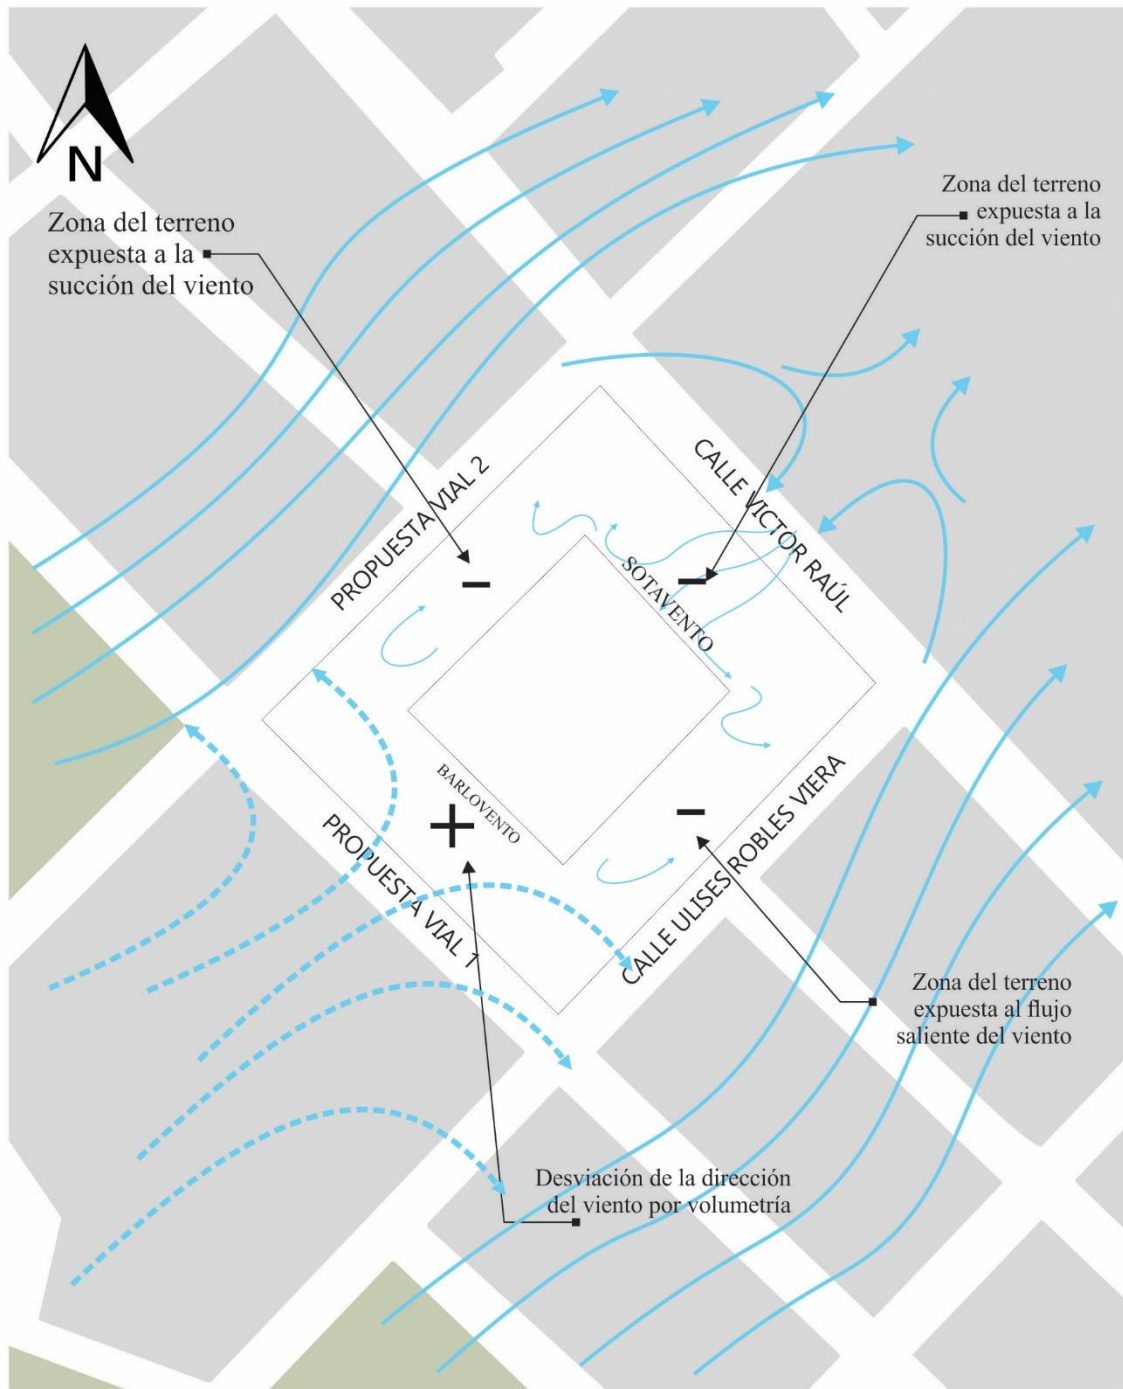 N
Zona del terreno
expuesta a la
succión del viento
Zona del terreno
expuesta a la
succión del viento
PROPUESTA VIAL 2
CALLE VICTOR RAÚL
SOTAVENTO
BARLOVENTO
PROPUESTA VIAL 1
CALLE ULISES ROBLES VIERA
Zona del terreno
expuesta al flujo
saliente del viento
Desviación de la dirección
del viento por volumetría